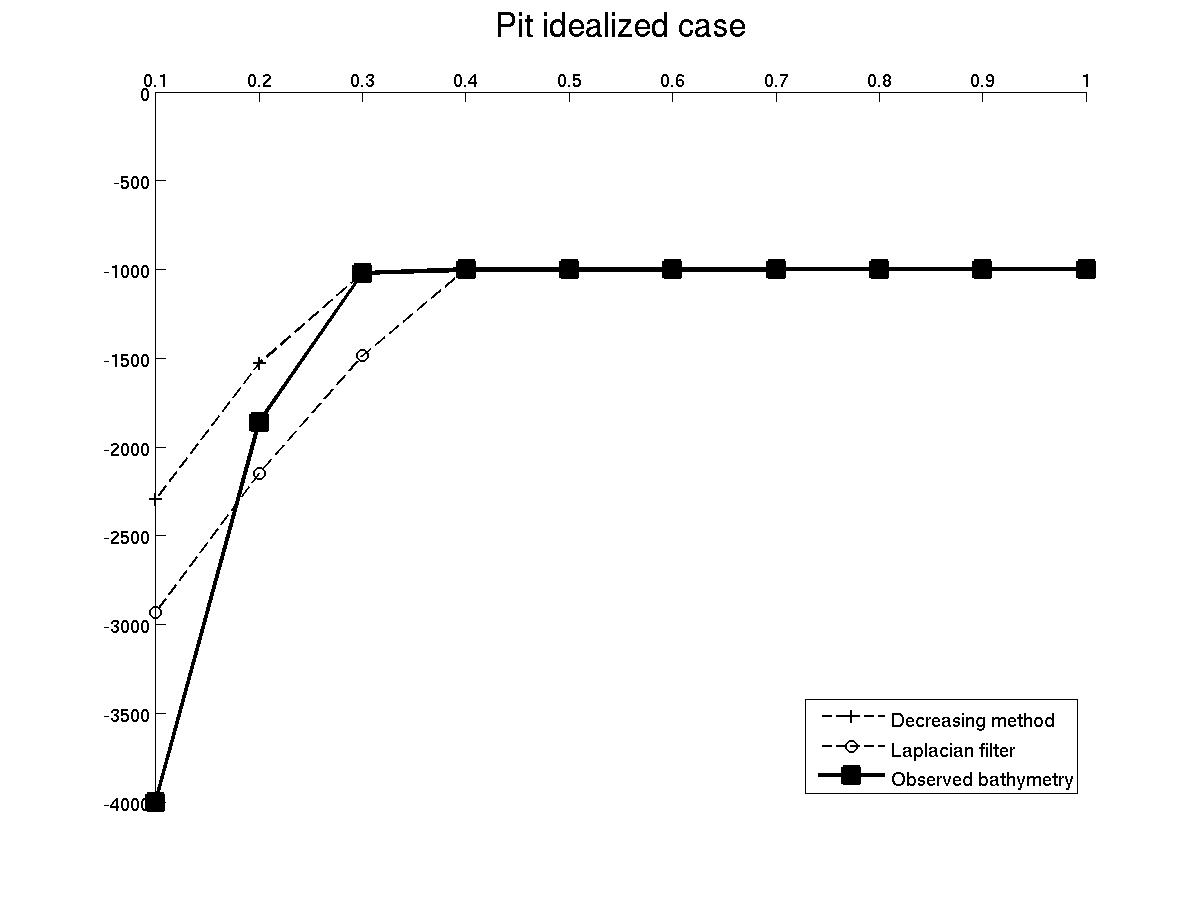 Pit idealized case
0.1 0.2 0.3 0.4 0.5 0.6 0.7 0.8 0.9 1
0
-500
-1000
-1500
-2000
-2500
-3000
-3500
-4000
Decreasing method
Laplacian filter
Observed bathymetry